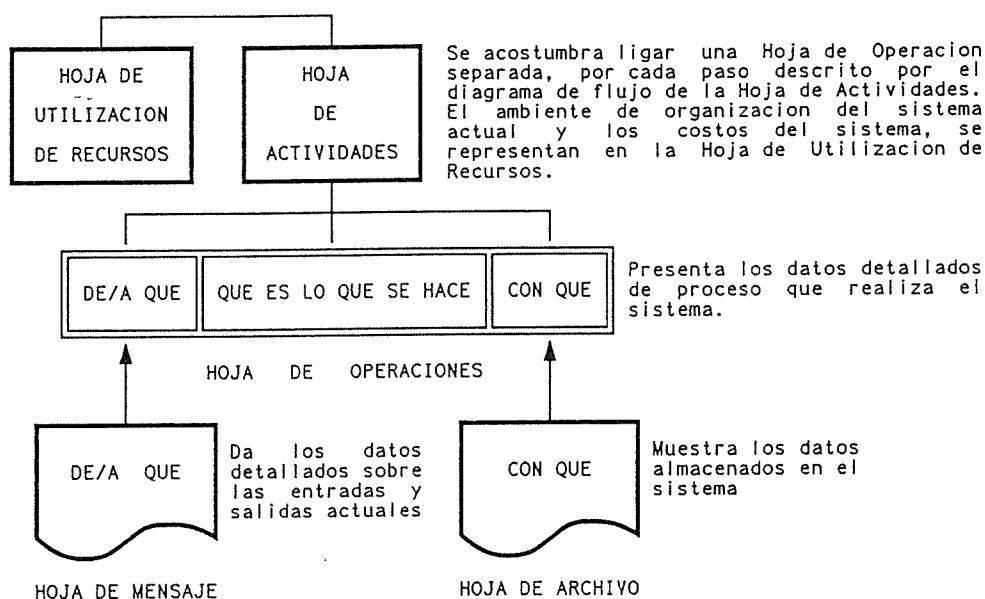 HOJA DE
UTILIZACION
DE RECURSOS
HOJA
DE
ACTIVIDADES
Se acostumbra ligar una Hoja de Operacion
separada, por cada paso descrito por el
diagrama de flujo de la Hoja de Actividades.
El ambiente de organizacion del sistema
actual y los costos del sistema, se
representan en la Hoja de Utilizacion de
Recursos.
DE/A QUE
QUE ES LO QUE SE HACE
CON QUE
Presenta los datos detallados
de proceso que realiza el
sistema.
HOJA DE OPERACIONES
DE/A QUE
Da los datos
detallados sobre
las entradas y
salidas actuales
CON QUE
Muestra los datos
almacenados en el
sistema
HOJA DE MENSAJE
HOJA DE ARCHIVO